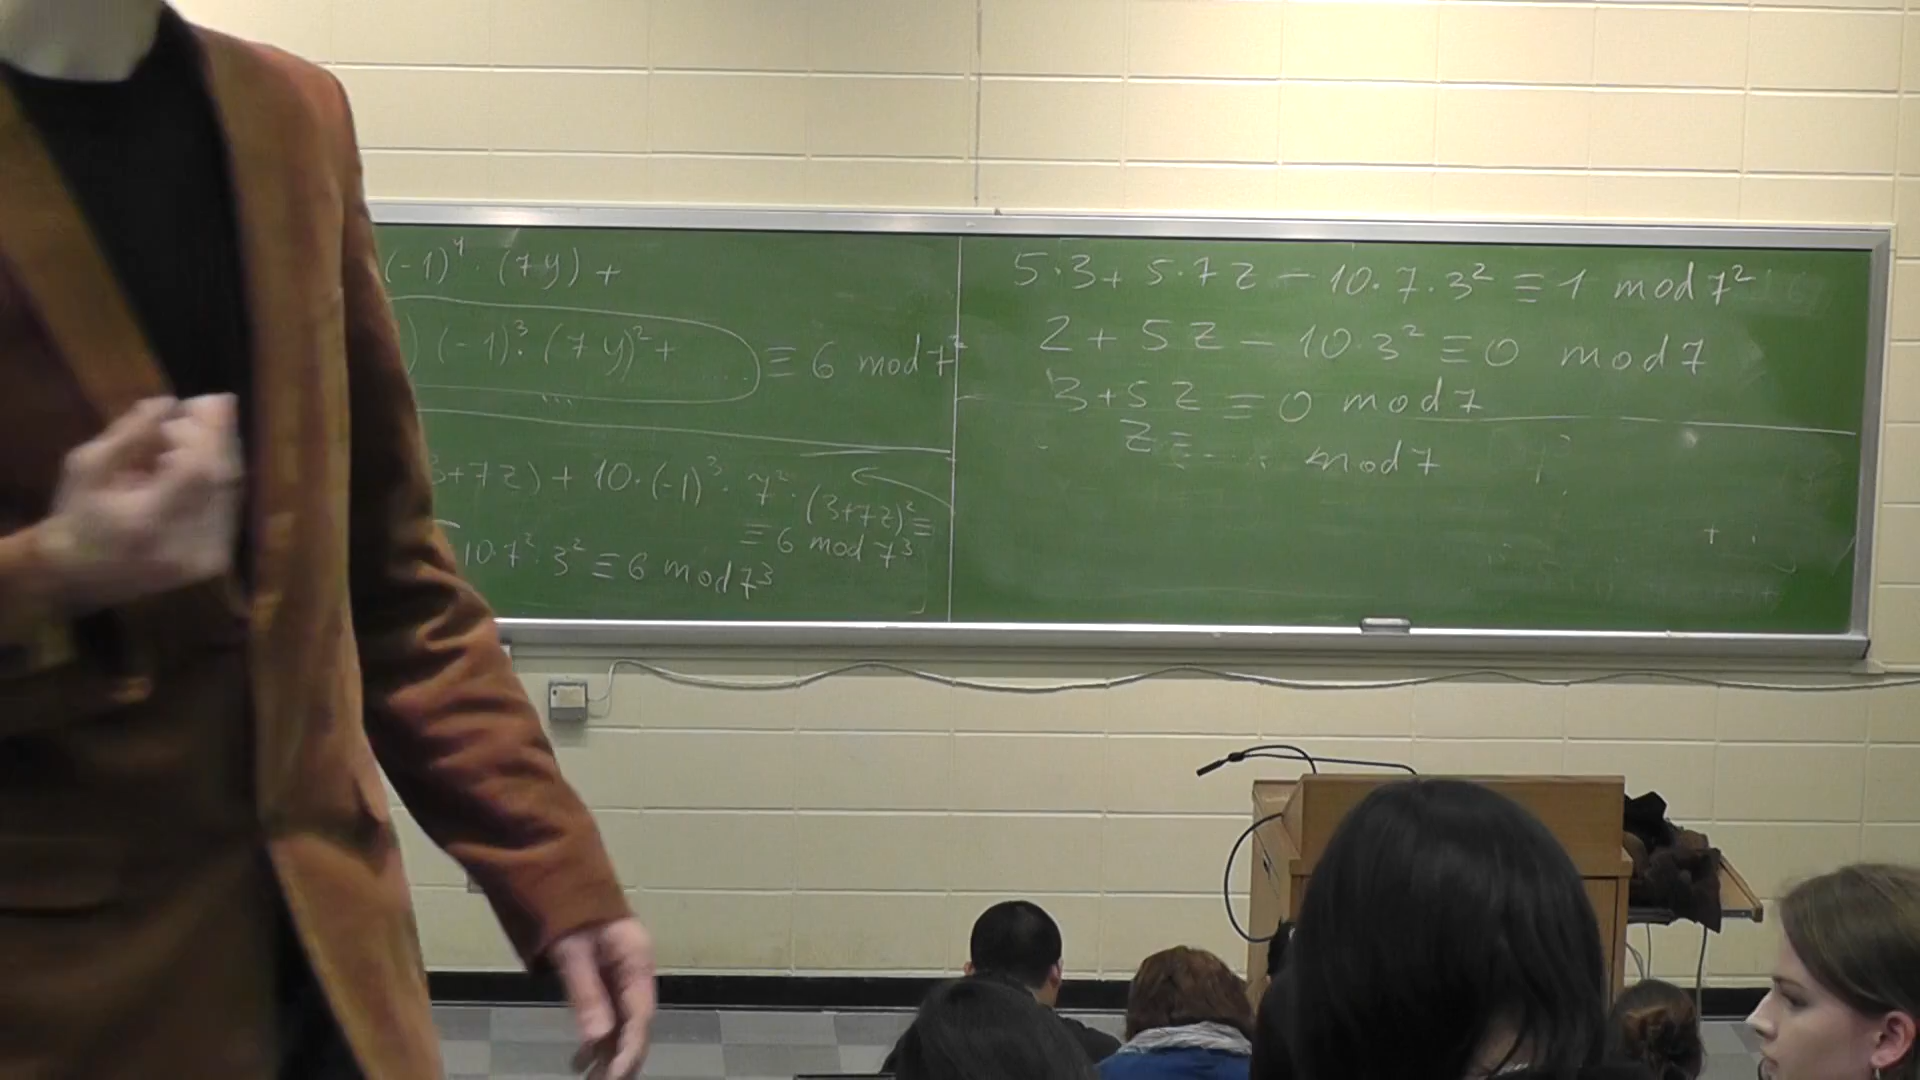 (-1)⁴ · (7y) +
) (-1)³ · (7y)² +
... ≡ 6 mod 7²
3+7z) + 10·(-1)³ · 7² · (3+7z)² ≡
≡ 6 mod 7³
10·7²·3² ≡ 6 mod 7³
5·3 + 5·7z − 10·7·3² ≡ 1 mod 7²
2 + 5z − 10·3² ≡ 0 mod 7
3 + 5z ≡ 0 mod 7
z ≡ .... mod 7